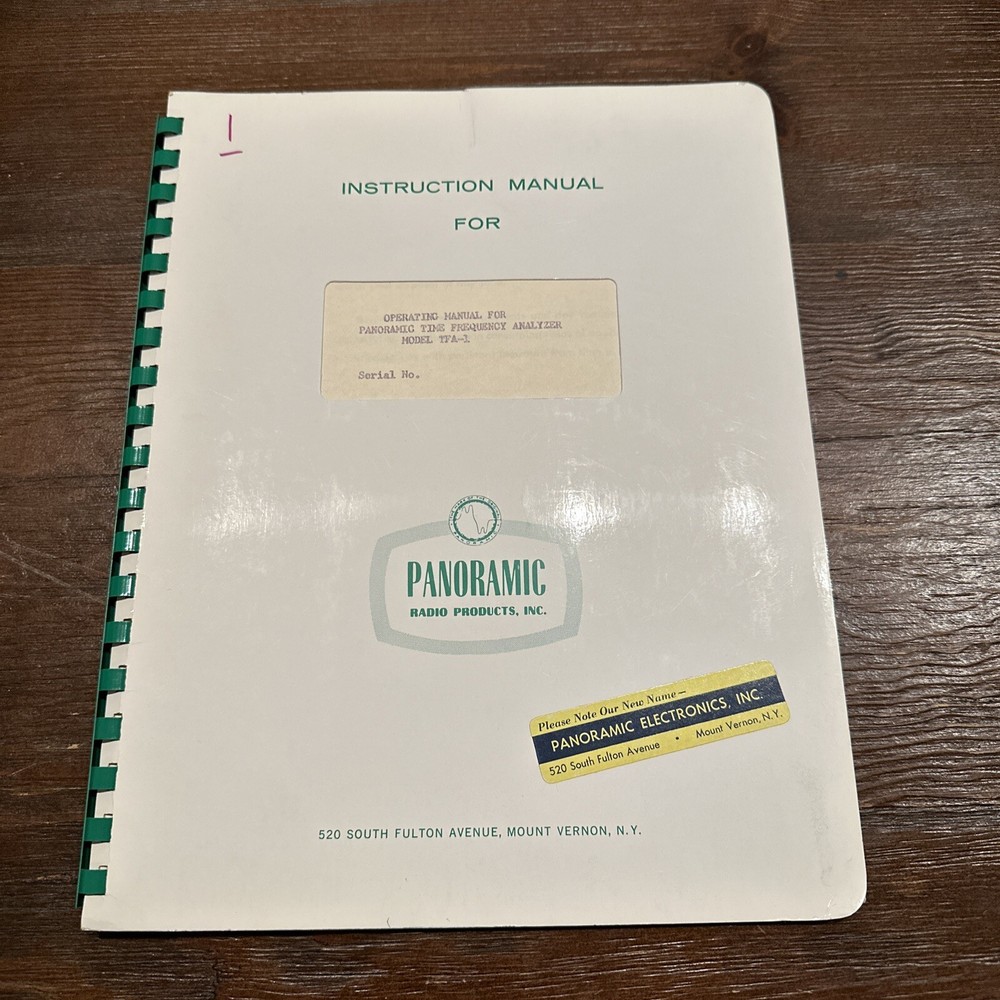 INSTRUCTION MANUAL
FOR
OPERATING MANUAL FOR
PANORAMIC TIME FREQUENCY ANALYZER
MODEL TFA-1
Serial No.
PANORAMIC
RADIO PRODUCTS, INC.
Please Note Our New Name—
PANORAMIC ELECTRONICS, INC.
520 South Fulton Avenue • Mount Vernon, N.Y.
520 SOUTH FULTON AVENUE, MOUNT VERNON, N.Y.